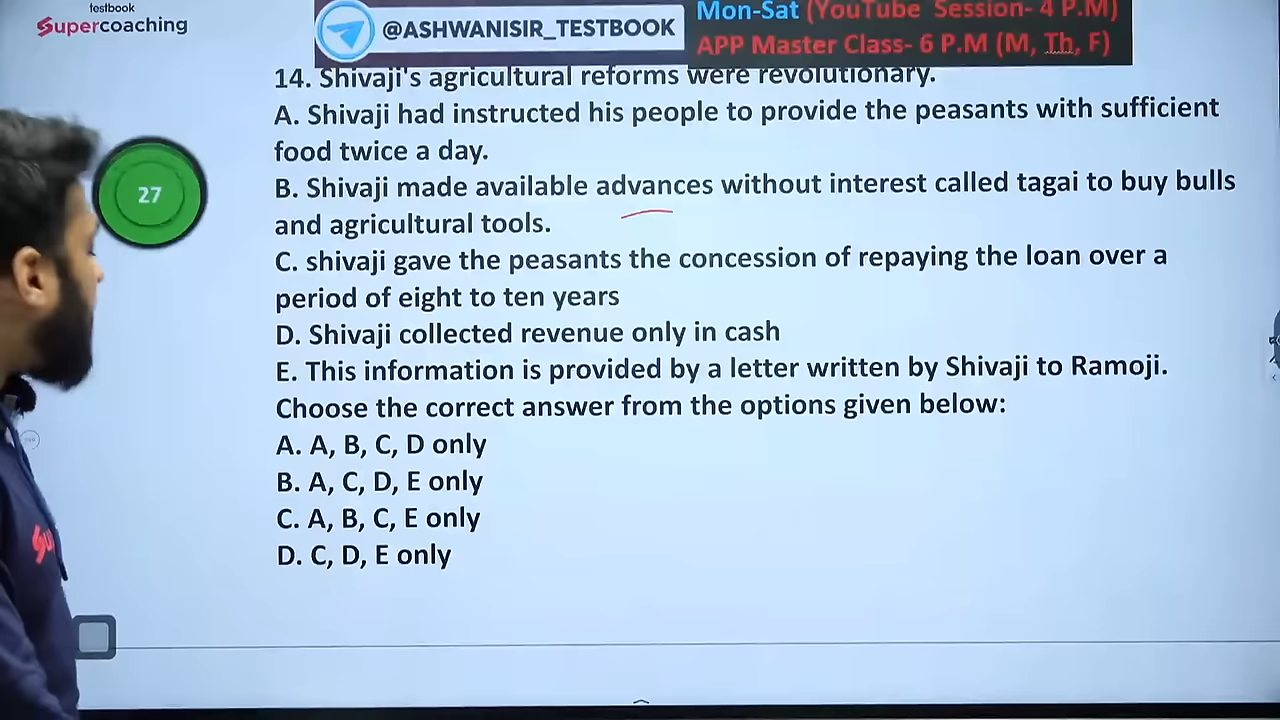 testbook
Supercoaching
@ASHWANISIR_TESTBOOK
Mon-Sat (YouTube Session- 4 P.M)
APP Master Class- 6 P.M (M, Th, F)
14. Shivaji's agricultural reforms were revolutionary.
A. Shivaji had instructed his people to provide the peasants with sufficient
food twice a day.
27
B. Shivaji made available advances without interest called tagai to buy bulls
and agricultural tools.
C. shivaji gave the peasants the concession of repaying the loan over a
period of eight to ten years
D. Shivaji collected revenue only in cash
E. This information is provided by a letter written by Shivaji to Ramoji.
Choose the correct answer from the options given below:
A. A, B, C, D only
B. A, C, D, E only
C. A, B, C, E only
D. C, D, E only